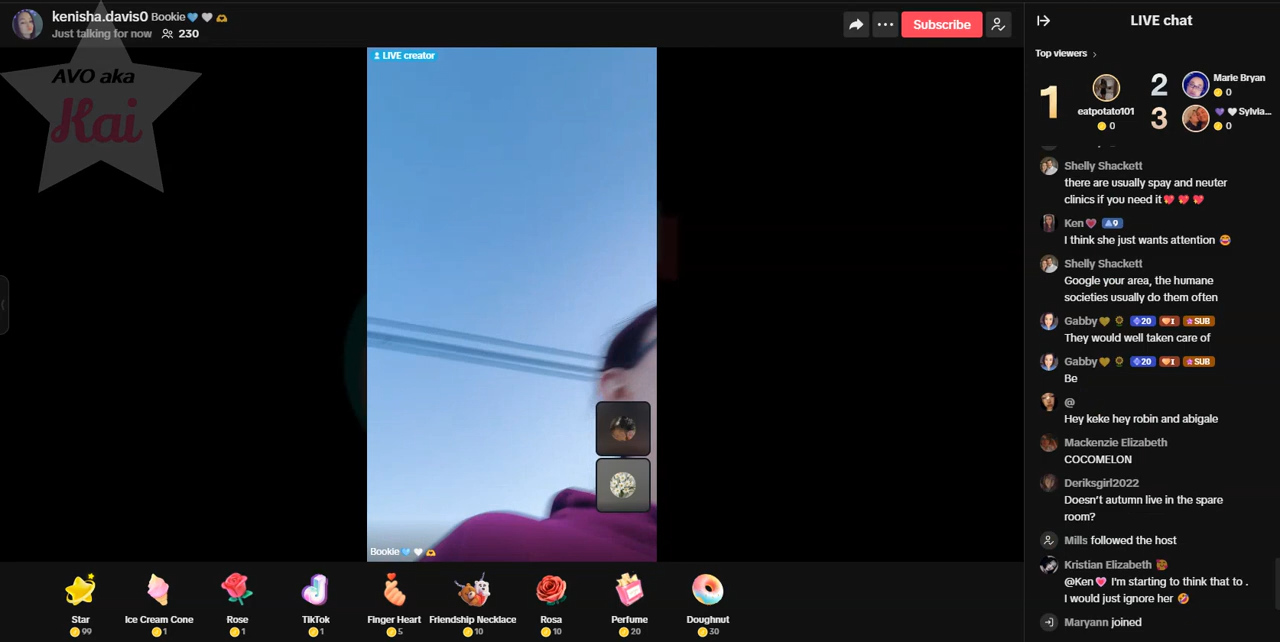 kenisha.davis0 Bookie🩵🤍🫶
Just talking for now 230
Subscribe
LIVE creator
AVO aka
Kai
Bookie🩵🤍🫶
Star
99
Ice Cream Cone
1
Rose
1
TikTok
1
Finger Heart
5
Friendship Necklace
10
Rosa
10
Perfume
20
Doughnut
30
LIVE chat
Top viewers
1
eatpotato101
0
2
Marie Bryan
0
3
💜🤍Sylvia...
0
Shelly Shackett
there are usually spay and neuter
clinics if you need it💖💖💖
Ken💗 9
I think she just wants attention 😂
Shelly Shackett
Google your area, the humane
societies usually do them often
Gabby💛🌻 20 I SUB
They would well taken care of
Gabby💛🌻 20 I SUB
Be
@
Hey keke hey robin and abigale
Mackenzie Elizabeth
COCOMELON
Deriksgirl2022
Doesn't autumn live in the spare
room?
Mills followed the host
Kristian Elizabeth
@Ken💗 I'm starting to think that to .
I would just ignore her 🤣
Maryann joined